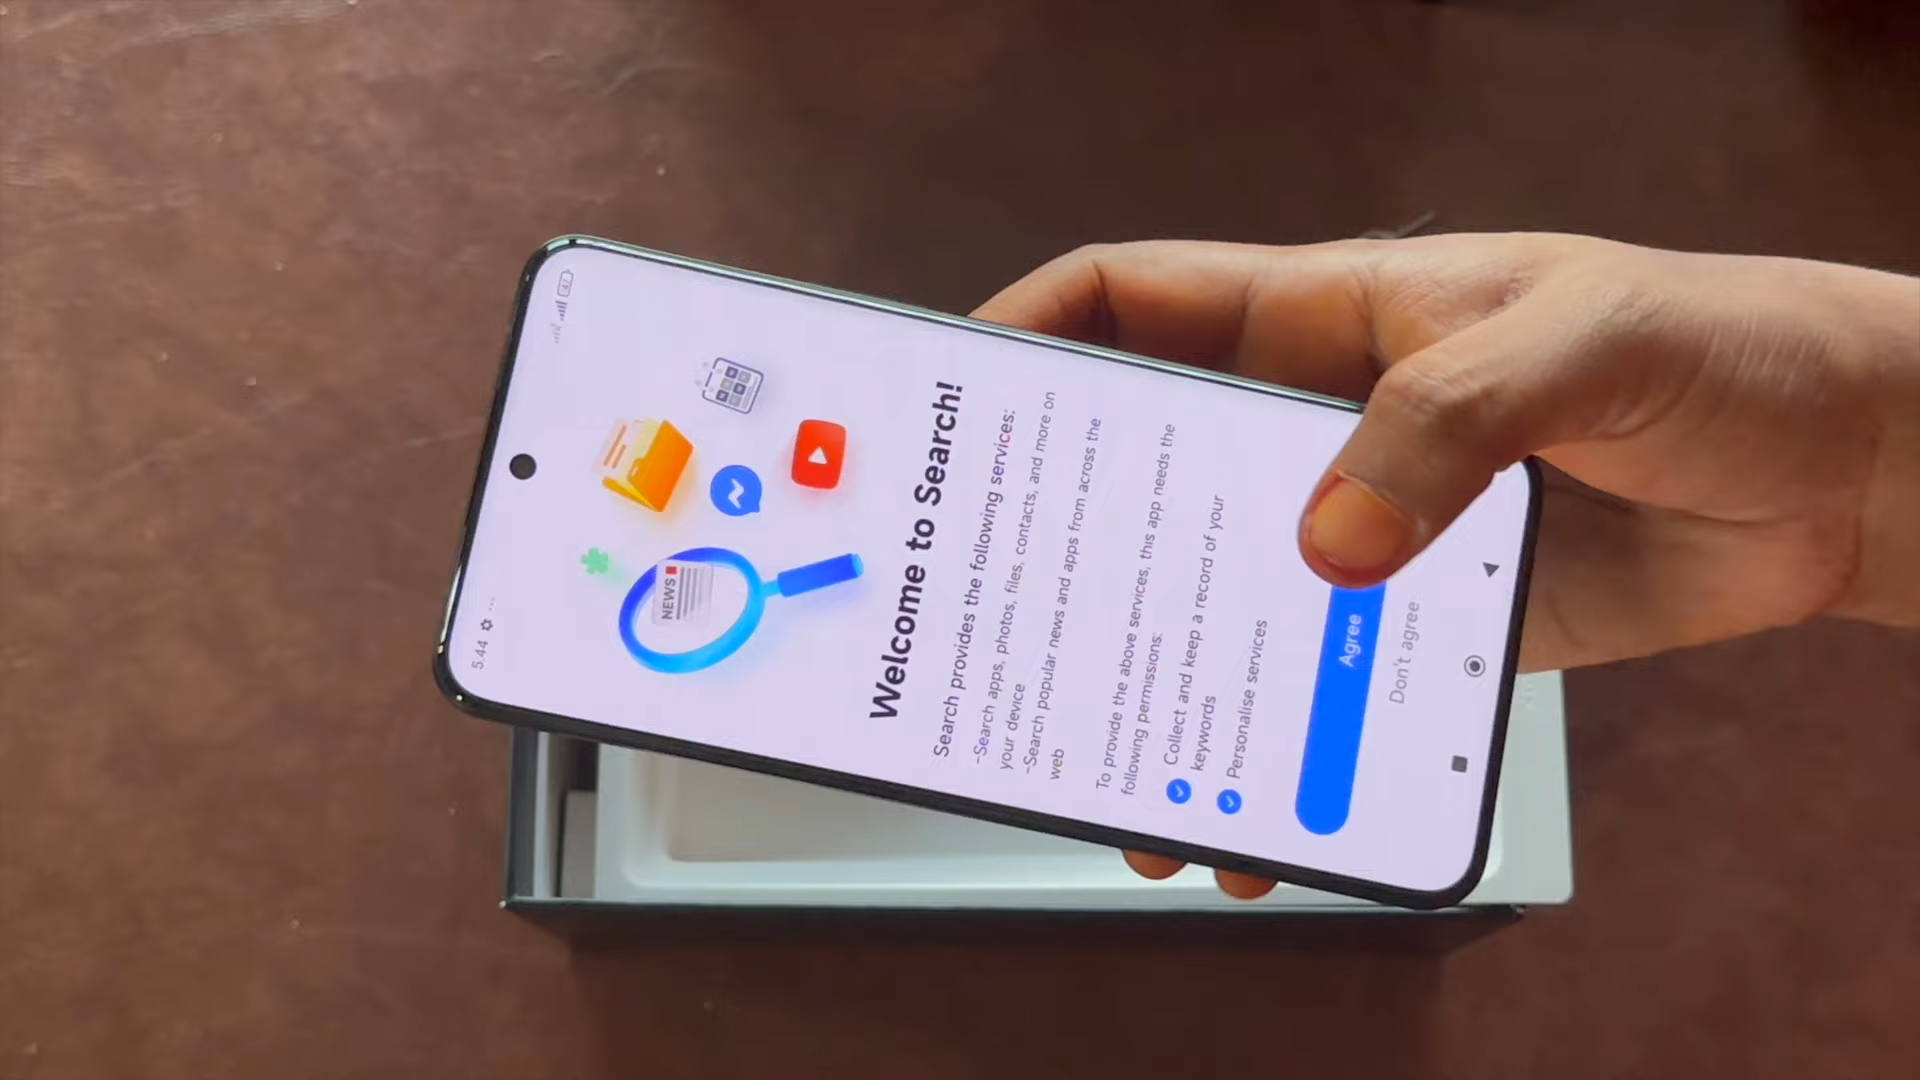 5.44
47
NEWS
Welcome to Search!
Search provides the following services:
-Search apps, photos, files, contacts, and more on
your device
-Search popular news and apps from across the
web
To provide the above services, this app needs the
following permissions:
Collect and keep a record of your
keywords
Personalise services
Agree
Don't agree